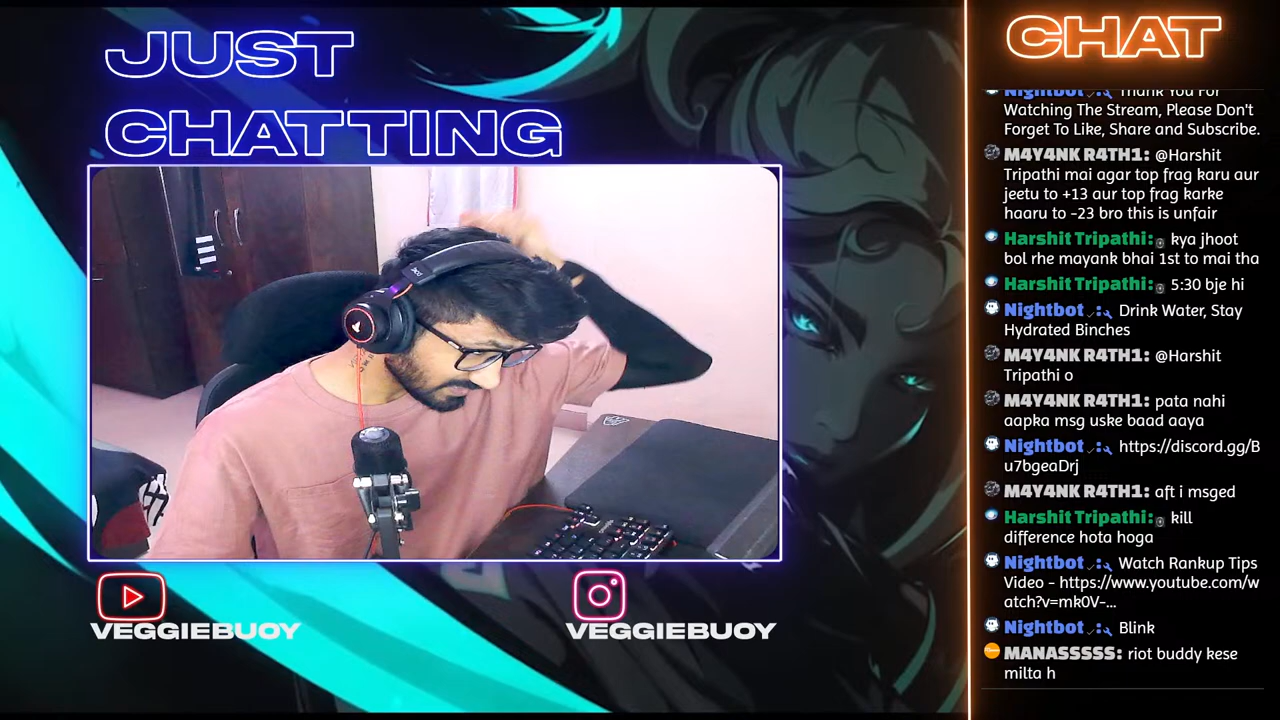 JUST
CHATTING
VEGGIEBUOY
VEGGIEBUOY
CHAT
Nightbot : Thank You For
Watching The Stream, Please Don't
Forget To Like, Share and Subscribe.
M4Y4NK R4TH1: @Harshit
Tripathi mai agar top frag karu aur
jeetu to +13 aur top frag karke
haaru to -23 bro this is unfair
Harshit Tripathi: kya jhoot
bol rhe mayank bhai 1st to mai tha
Harshit Tripathi: 5:30 bje hi
Nightbot : Drink Water, Stay
Hydrated Binches
M4Y4NK R4TH1: @Harshit
Tripathi o
M4Y4NK R4TH1: pata nahi
aapka msg uske baad aaya
Nightbot : https://discord.gg/B
u7bgeaDrj
M4Y4NK R4TH1: aft i msged
Harshit Tripathi: kill
difference hota hoga
Nightbot : Watch Rankup Tips
Video - https://www.youtube.com/w
atch?v=mk0V-...
Nightbot : Blink
MANASSSSS: riot buddy kese
milta h